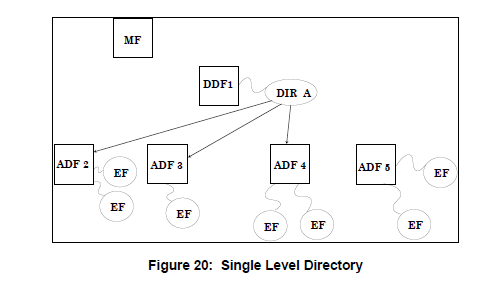 MF
DDF1
DIR A
ADF 2
EF
EF
ADF 3
EF
ADF 4
EF
EF
ADF 5
EF
EF
Figure 20: Single Level Directory